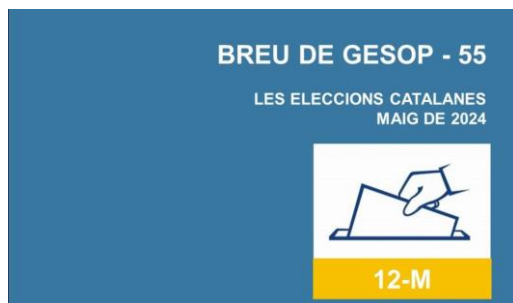 BREU DE GESOP - 55
LES ELECCIONS CATALANES
MAIG DE 2024
12-M